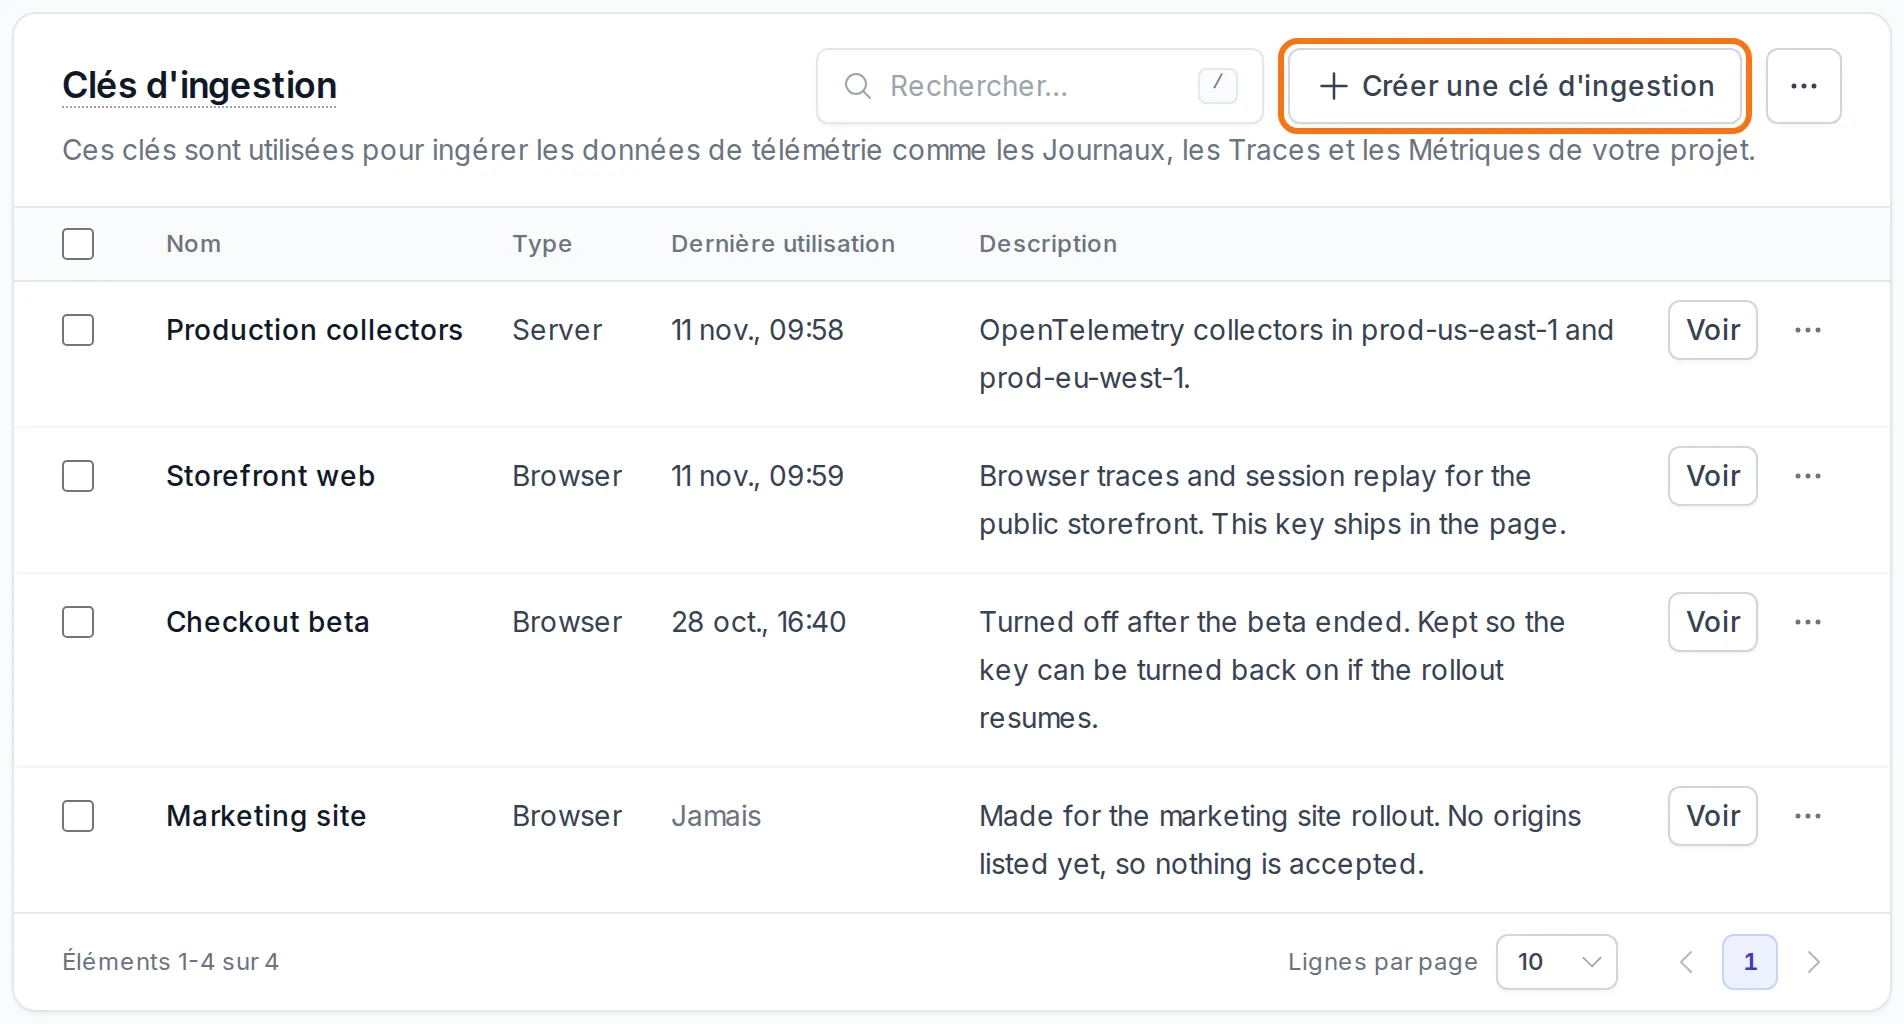 Clés d'ingestion
Rechercher...
/
Créer une clé d'ingestion
Ces clés sont utilisées pour ingérer les données de télémétrie comme les Journaux, les Traces et les Métriques de votre projet.
Nom Type Dernière utilisation Description
Production collectors Server 11 nov., 09:58 OpenTelemetry collectors in prod-us-east-1 and Voir
prod-eu-west-1.
Storefront web Browser 11 nov., 09:59 Browser traces and session replay for the Voir
public storefront. This key ships in the page.
Checkout beta Browser 28 oct., 16:40 Turned off after the beta ended. Kept so the Voir
key can be turned back on if the rollout
resumes.
Marketing site Browser Jamais Made for the marketing site rollout. No origins Voir
listed yet, so nothing is accepted.
Éléments 1-4 sur 4 Lignes par page 10 1